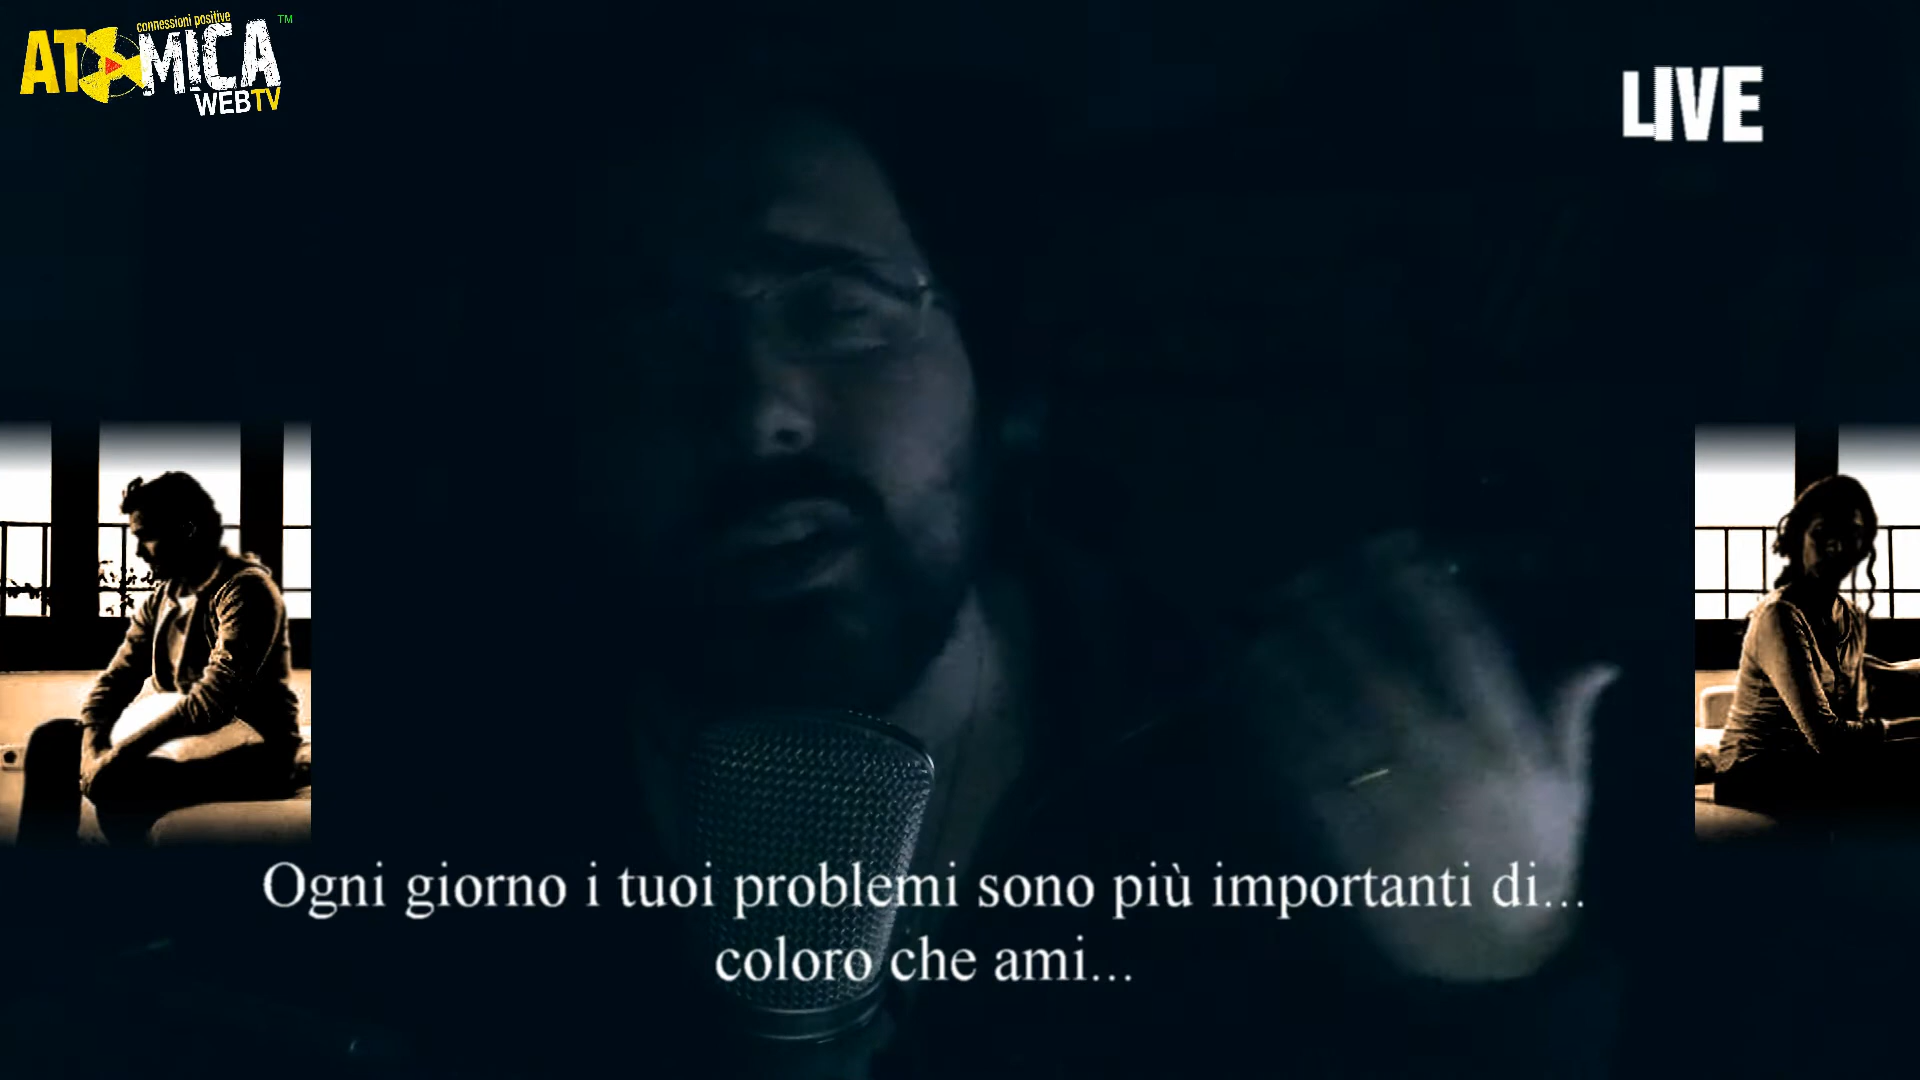 connessioni positive
ATOMICA
TM
WEBTV
LIVE
Ogni giorno i tuoi problemi sono più importanti di...
coloro che ami...